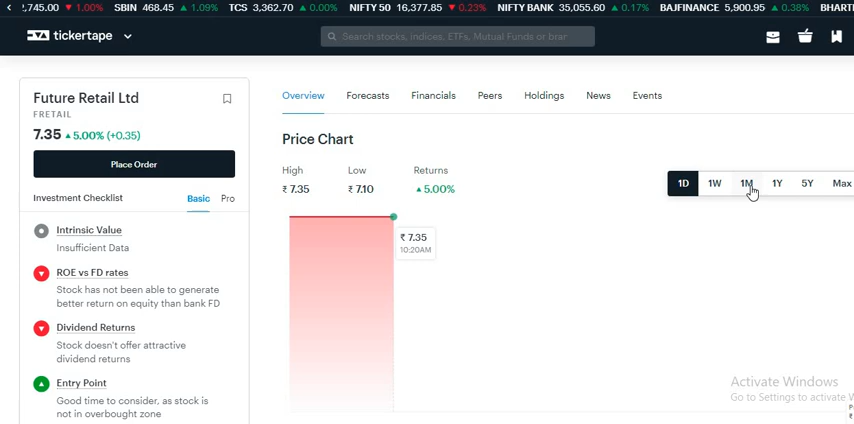 2,745.00 ▼ 1.00% SBIN 468.45 ▲ 1.09% TCS 3,362.70 ▲ 0.00% NIFTY 50 16,377.85 ▼ 0.23% NIFTY BANK 35,055.60 ▲ 0.17% BAJFINANCE 5,900.95 ▲ 0.38% BHARTI
tickertape
Search stocks, indices, ETFs, Mutual Funds or brar
Future Retail Ltd
FRETAIL
7.35 ▲ 5.00% (+0.35)
Place Order
Investment Checklist Basic Pro
Intrinsic Value
Insufficient Data
ROE vs FD rates
Stock has not been able to generate
better return on equity than bank FD
Dividend Returns
Stock doesn't offer attractive
dividend returns
Entry Point
Good time to consider, as stock is
not in overbought zone
Overview Forecasts Financials Peers Holdings News Events
Price Chart
High Low Returns
₹ 7.35 ₹ 7.10 ▲ 5.00%
1D 1W 1M 1Y 5Y Max
₹ 7.35
10:20AM
Activate Windows
Go to Settings to activate W